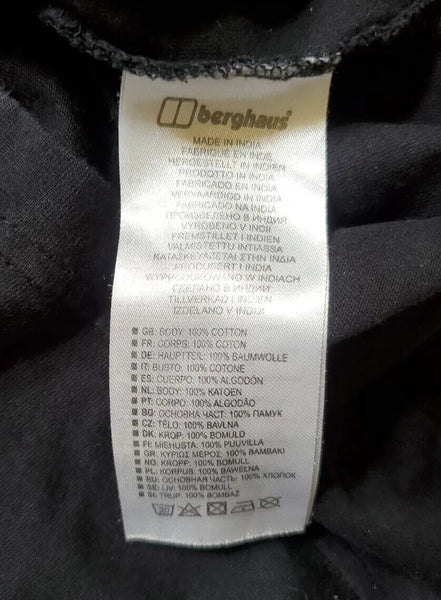 berghaus
MADE IN INDIA
FABRIQUÉ EN INDE
HERGESTELLT IN INDIEN
PRODOTTO IN INDIA
FABRICADO EN INDIA
VERVAARDIGD IN INDIA
FABRICADO NA INDIA
ПРОИЗВЕДЕНО В ИНДИЯ
VYROBENO V INDII
FREMSTILLET I INDIEN
VALMISTETTU INTIASSA
ΚΑΤΑΣΚΕΥΑΖΕΤΑΙ ΣΤΗΝ ΙΝΔΙΑ
PRODUSERT I INDIA
WYPRODUKOWANO W INDIACH
СДЕЛАНО В ИНДИИ
TILLVERKAD I INDIEN
IZDELANO V INDIJI
GB: BODY: 100% COTTON
FR: CORPS: 100% COTON
DE: HAUPTTEIL: 100% BAUMWOLLE
IT: BUSTO: 100% COTONE
ES: CUERPO: 100% ALGODÓN
NL: BODY: 100% KATOEN
PT: CORPO: 100% ALGODÃO
BG: ОСНОВНА ЧАСТ: 100% ПАМУК
CZ: TĚLO: 100% BAVLNA
DK: KROP: 100% BOMULD
FI: MIEHUSTA: 100% PUUVILLA
GR: ΚΥΡΙΩΣ ΜΕΡΟΣ: 100% ΒΑΜΒΑΚΙ
NO: KROPP: 100% BOMULL
PL: KORPUS: 100% BAWEŁNA
RU: ОСНОВНАЯ ЧАСТЬ: 100% ХЛОПОК
SE: LIV: 100% BOMULL
SI: TRUP: 100% BOMBAŽ